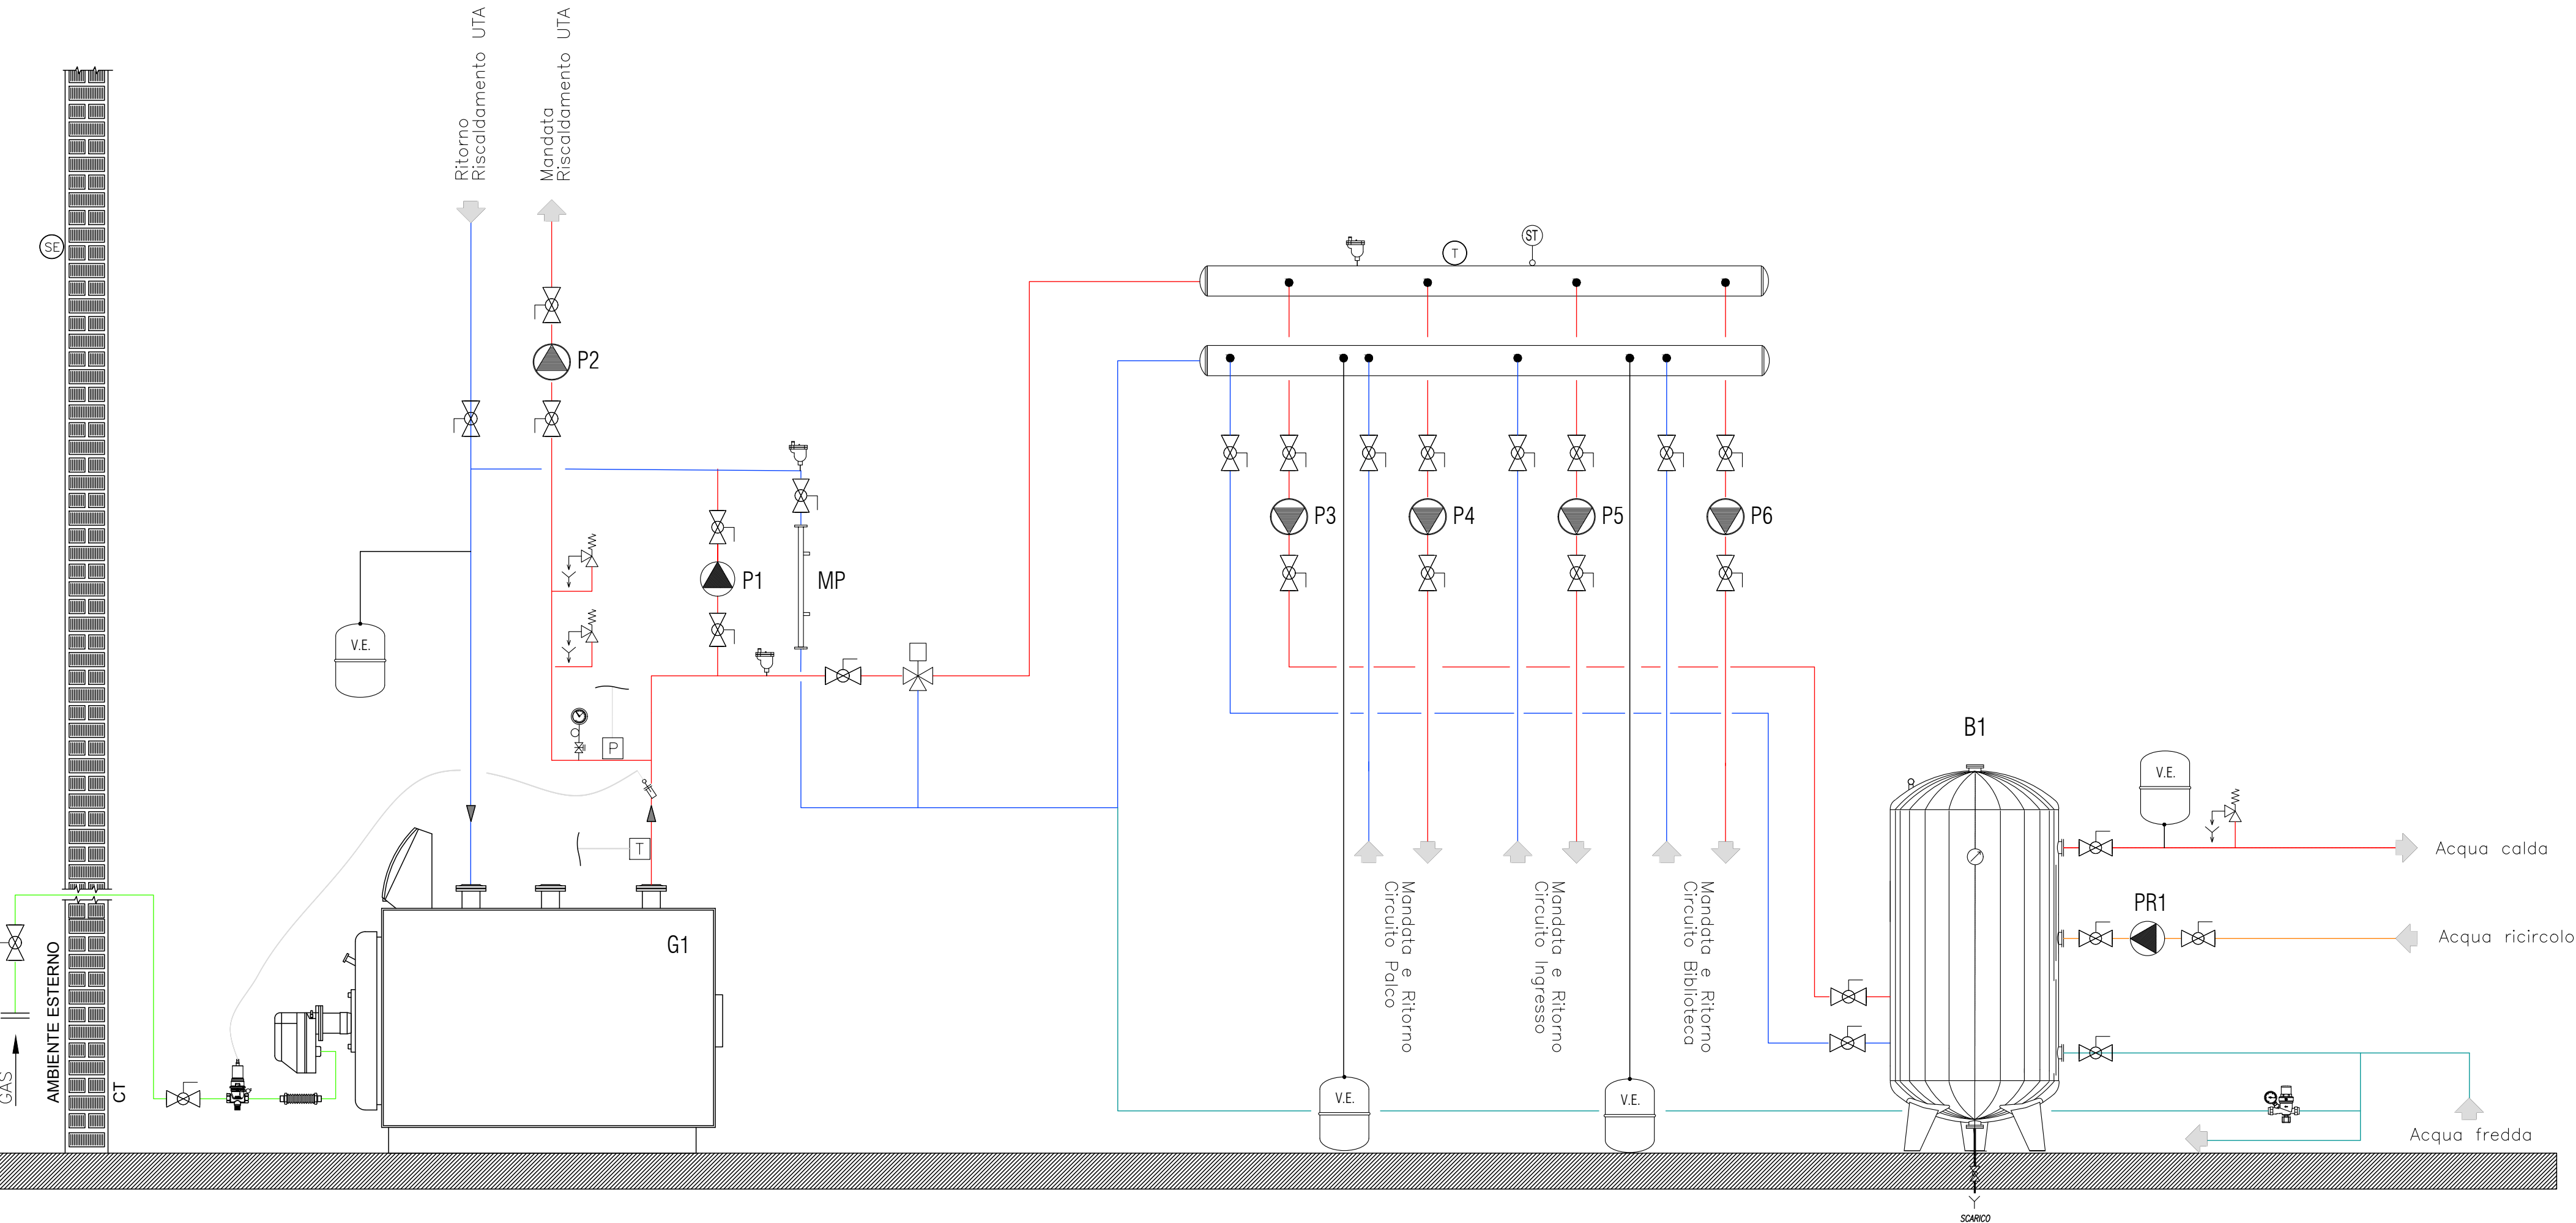 Ritorno
Riscaldamento UTA
Mandata
Riscaldamento UTA
SE
T
ST
P2
P3
P4
P5
P6
P1
MP
V.E.
P
T
B1
V.E.
Acqua calda
PR1
Acqua ricircolo
G1
Mandata e Ritorno
Circuito Palco
Mandata e Ritorno
Circuito Ingresso
Mandata e Ritorno
Circuito Biblioteca
GAS
AMBIENTE ESTERNO
CT
V.E.
V.E.
Acqua fredda
SCARICO